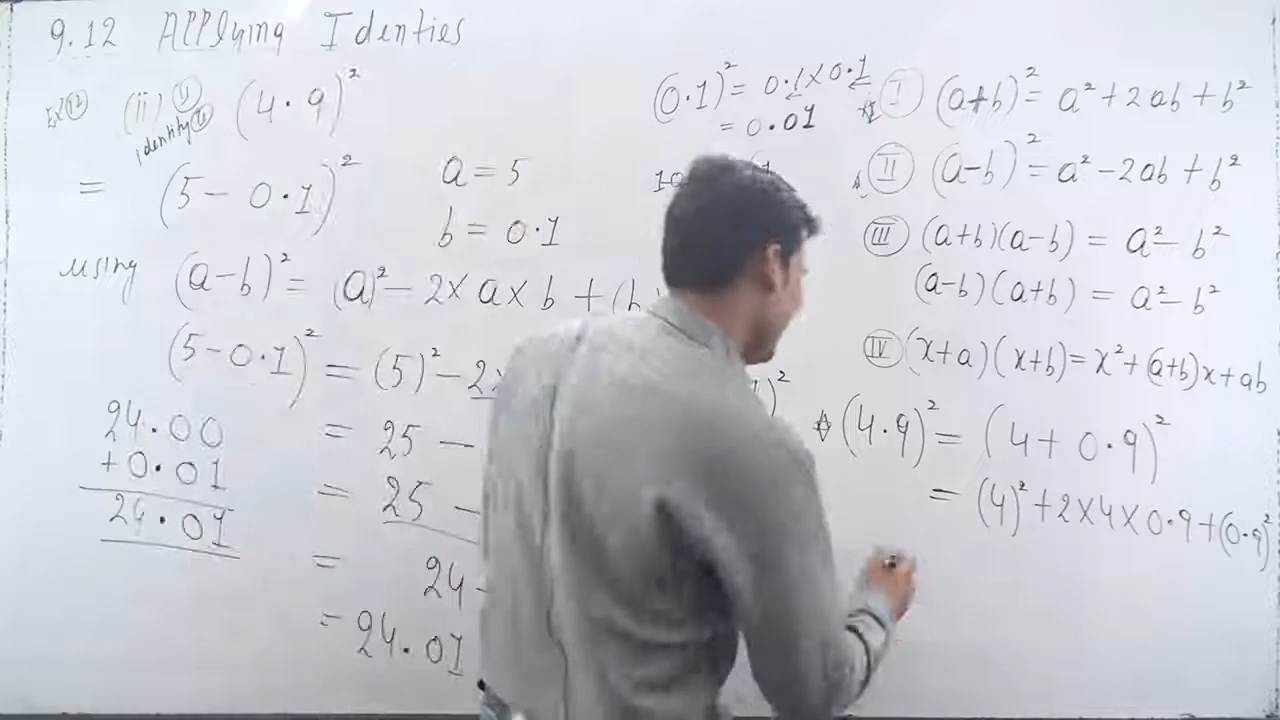 9.12 Applying Identies
Ex 12 (ii) (4.9)²
identity
= (5 - 0.1)²
a = 5
b = 0.1
using (a-b)² = (a)² - 2×a×b + (b
(5-0.1)² = (5)² - 2×
= 25 -
= 25 -
= 24
= 24.01
24.00
+0.01
24.01
(0.1)² = 0.1×0.1
= 0.01
10
I (a+b)² = a² + 2ab + b²
II (a-b)² = a² - 2ab + b²
III (a+b)(a-b) = a² - b²
(a-b)(a+b) = a² - b²
IV (x+a)(x+b) = x² + (a+b)x + ab
(4.9)² = (4 + 0.9)²
= (4)² + 2×4×0.9 + (0.9)²